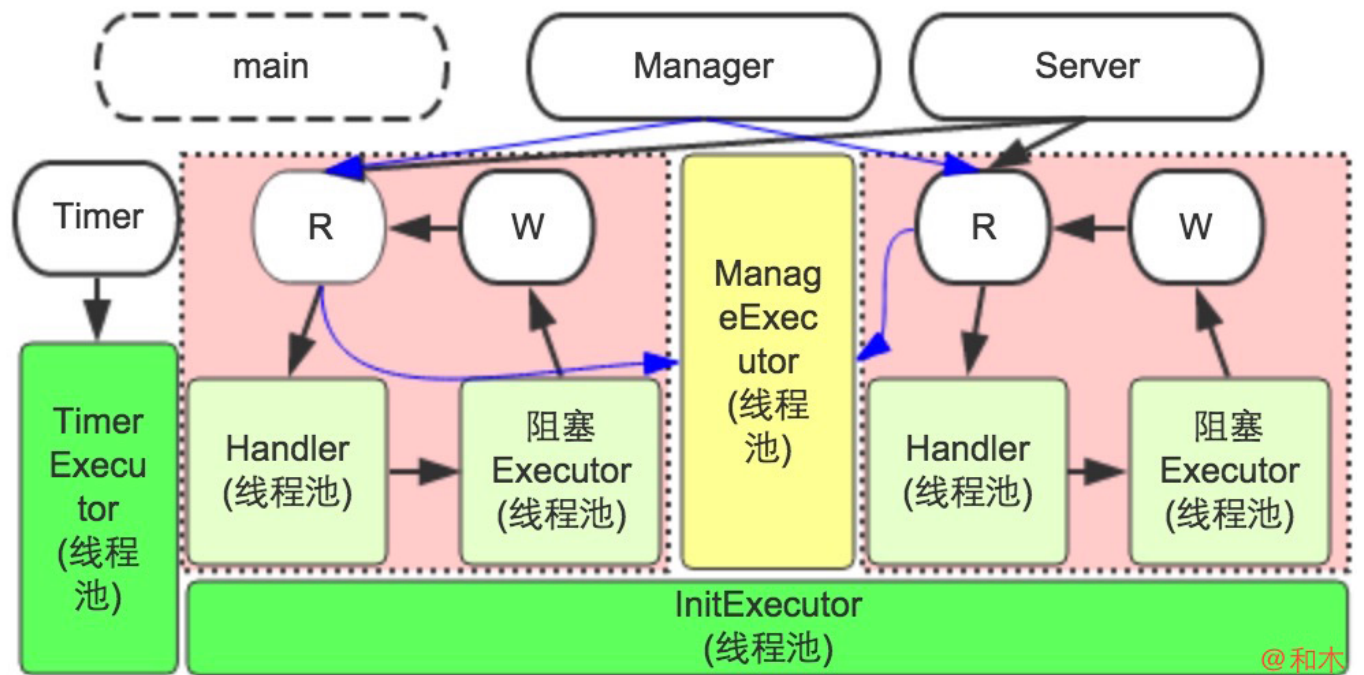 main
Manager
Server
Timer
R
W
R
W
Manag
eExec
utor
(线程
池)
Timer
Execu
tor
(线程
池)
Handler
(线程池)
阻塞
Executor
(线程池)
Handler
(线程池)
阻塞
Executor
(线程池)
InitExecutor
(线程池)
@和木